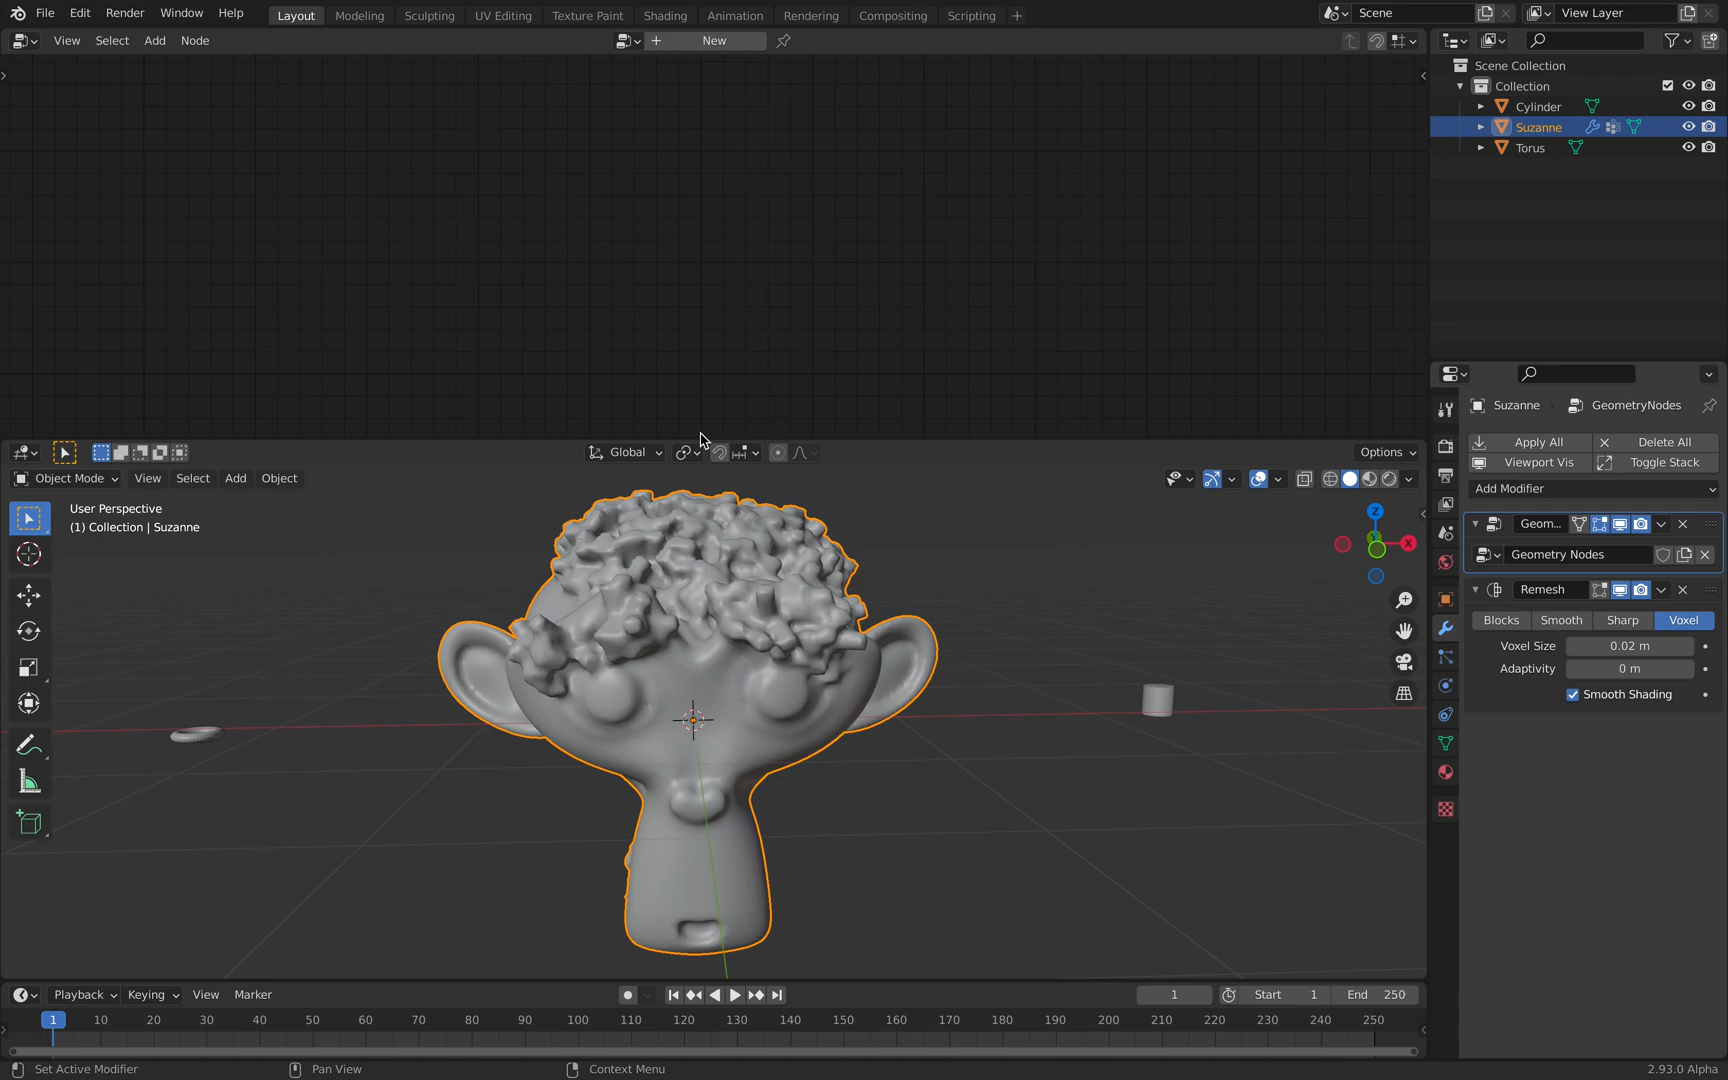 File Edit Render Window Help Layout Modeling Sculpting UV Editing Texture Paint Shading Animation Rendering Compositing Scripting + Scene View Layer
View Select Add Node + New
Scene Collection
Collection
Cylinder
Suzanne
Torus
Suzanne GeometryNodes
Apply All Delete All
Viewport Vis Toggle Stack
Add Modifier
Geom...
Geometry Nodes
Remesh
Blocks Smooth Sharp Voxel
Voxel Size 0.02 m
Adaptivity 0 m
Smooth Shading
Global Options
Object Mode View Select Add Object
User Perspective
(1) Collection | Suzanne
Z
X
Playback Keying View Marker 1 Start 1 End 250
1 10 20 30 40 50 60 70 80 90 100 110 120 130 140 150 160 170 180 190 200 210 220 230 240 250
Set Active Modifier Pan View Context Menu 2.93.0 Alpha